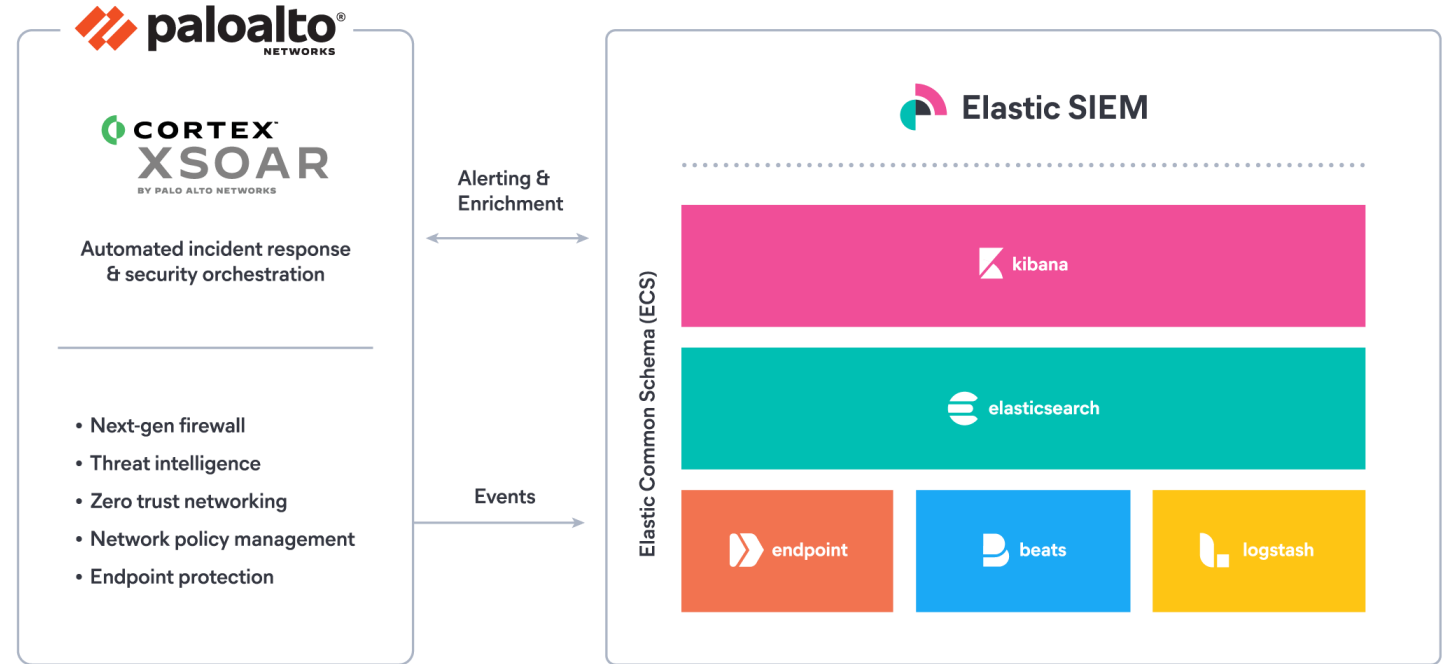 paloalto®
NETWORKS
CORTEX™
XSOAR
BY PALO ALTO NETWORKS
Automated incident response
& security orchestration
• Next-gen firewall
• Threat intelligence
• Zero trust networking
• Network policy management
• Endpoint protection
Alerting &
Enrichment
Events
Elastic SIEM
Elastic Common Schema (ECS)
kibana
elasticsearch
endpoint
beats
logstash